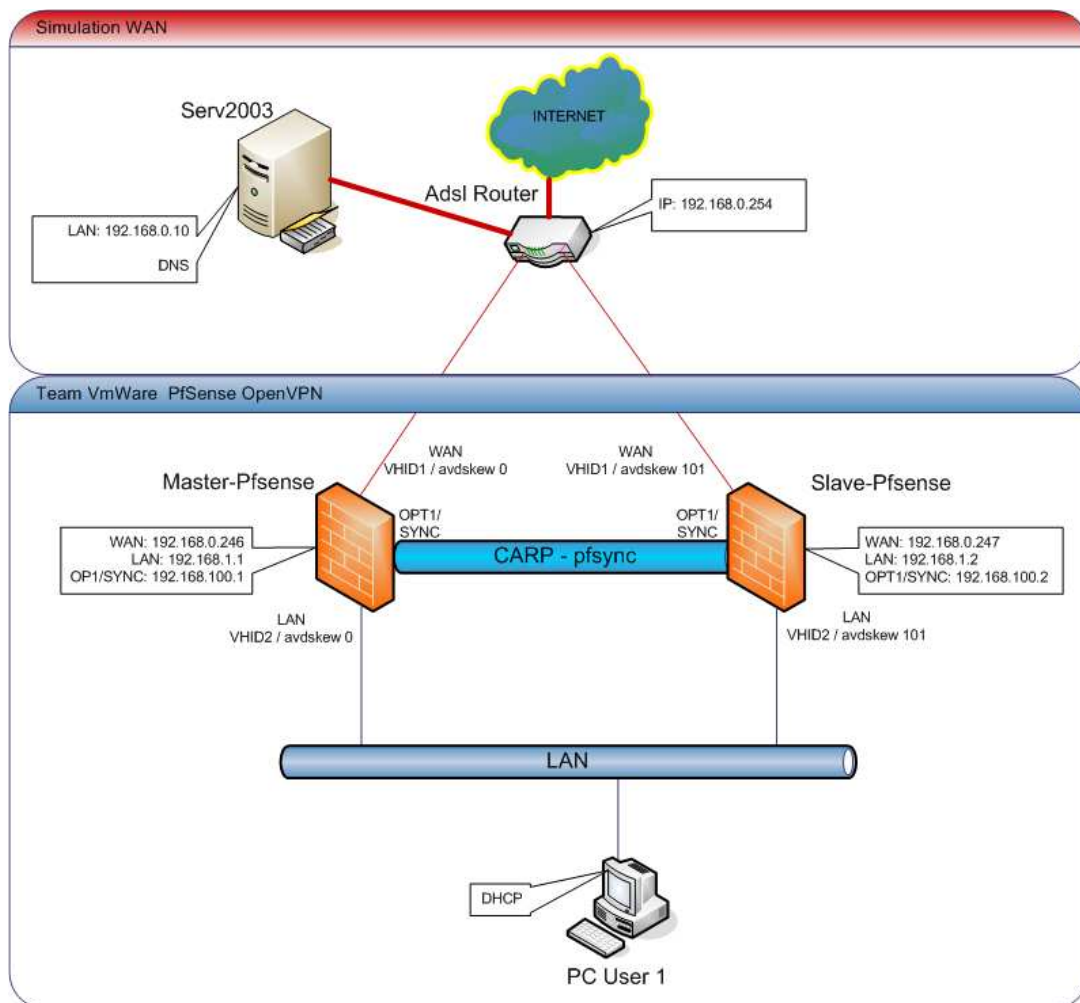 Simulation WAN
Serv2003
INTERNET
Adsl Router
IP: 192.168.0.254
LAN: 192.168.0.10
DNS
Team VmWare PfSense OpenVPN
WAN
VHID1 / avdskew 0
WAN
VHID1 / avdskew 101
Master-Pfsense
Slave-Pfsense
OPT1/
SYNC
OPT1/
SYNC
CARP - pfsync
WAN: 192.168.0.246
LAN: 192.168.1.1
OP1/SYNC: 192.168.100.1
WAN: 192.168.0.247
LAN: 192.168.1.2
OPT1/SYNC: 192.168.100.2
LAN
VHID2 / avdskew 0
LAN
VHID2 / avdskew 101
LAN
DHCP
PC User 1